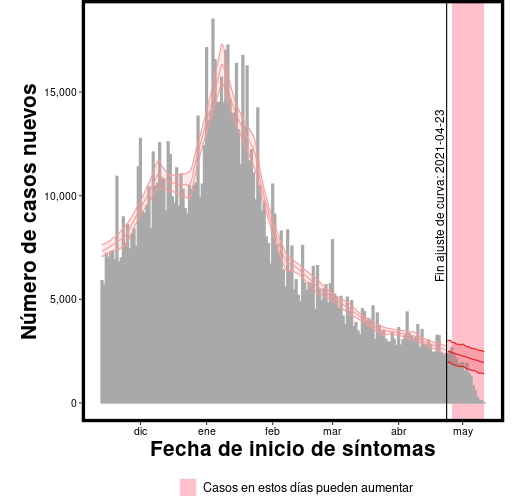 Número de casos nuevos
15,000
10,000
5,000
0
Fin ajuste de curva: 2021-04-23
dic ene feb mar abr may
Fecha de inicio de síntomas
Casos en estos días pueden aumentar